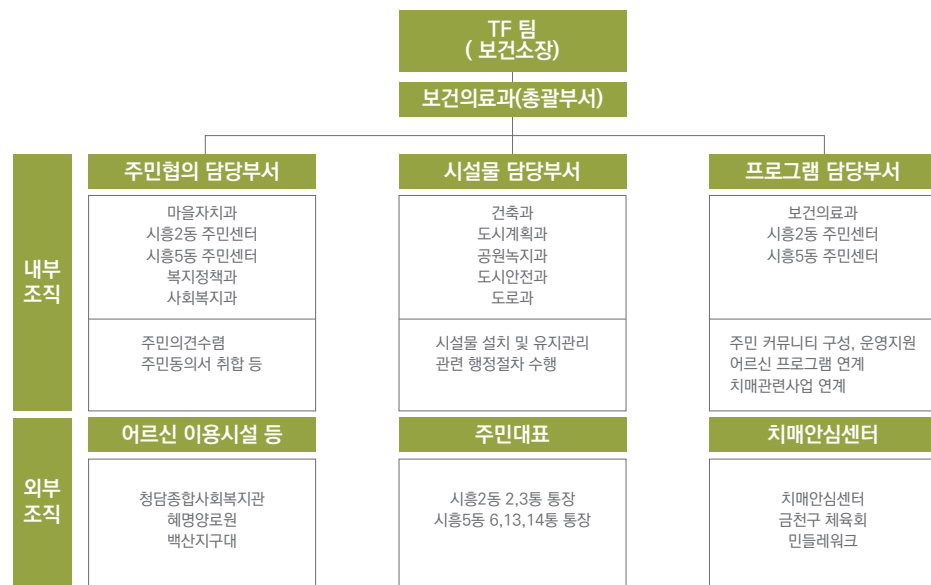 TF 팀
( 보건소장)
보건의료과(총괄부서)
내부
조직
주민협의 담당부서
마을자치과
시흥2동 주민센터
시흥5동 주민센터
복지정책과
사회복지과
주민의견수렴
주민동의서 취합 등
시설물 담당부서
건축과
도시계획과
공원녹지과
도시안전과
도로과
시설물 설치 및 유지관리
관련 행정절차 수행
프로그램 담당부서
보건의료과
시흥2동 주민센터
시흥5동 주민센터
주민 커뮤니티 구성, 운영지원
어르신 프로그램 연계
치매관련사업 연계
외부
조직
어르신 이용시설 등
청담종합사회복지관
혜명양로원
백산지구대
주민대표
시흥2동 2,3통 통장
시흥5동 6,13,14통 통장
치매안심센터
치매안심센터
금천구 체육회
민들레워크